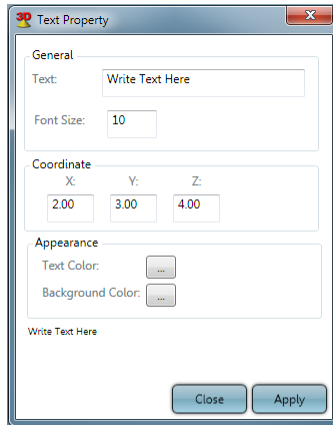 3D Text Property
General
Text: Write Text Here
Font Size: 10
Coordinate
X: Y: Z:
2.00 3.00 4.00
Appearance
Text Color: ...
Background Color: ...
Write Text Here
Close Apply